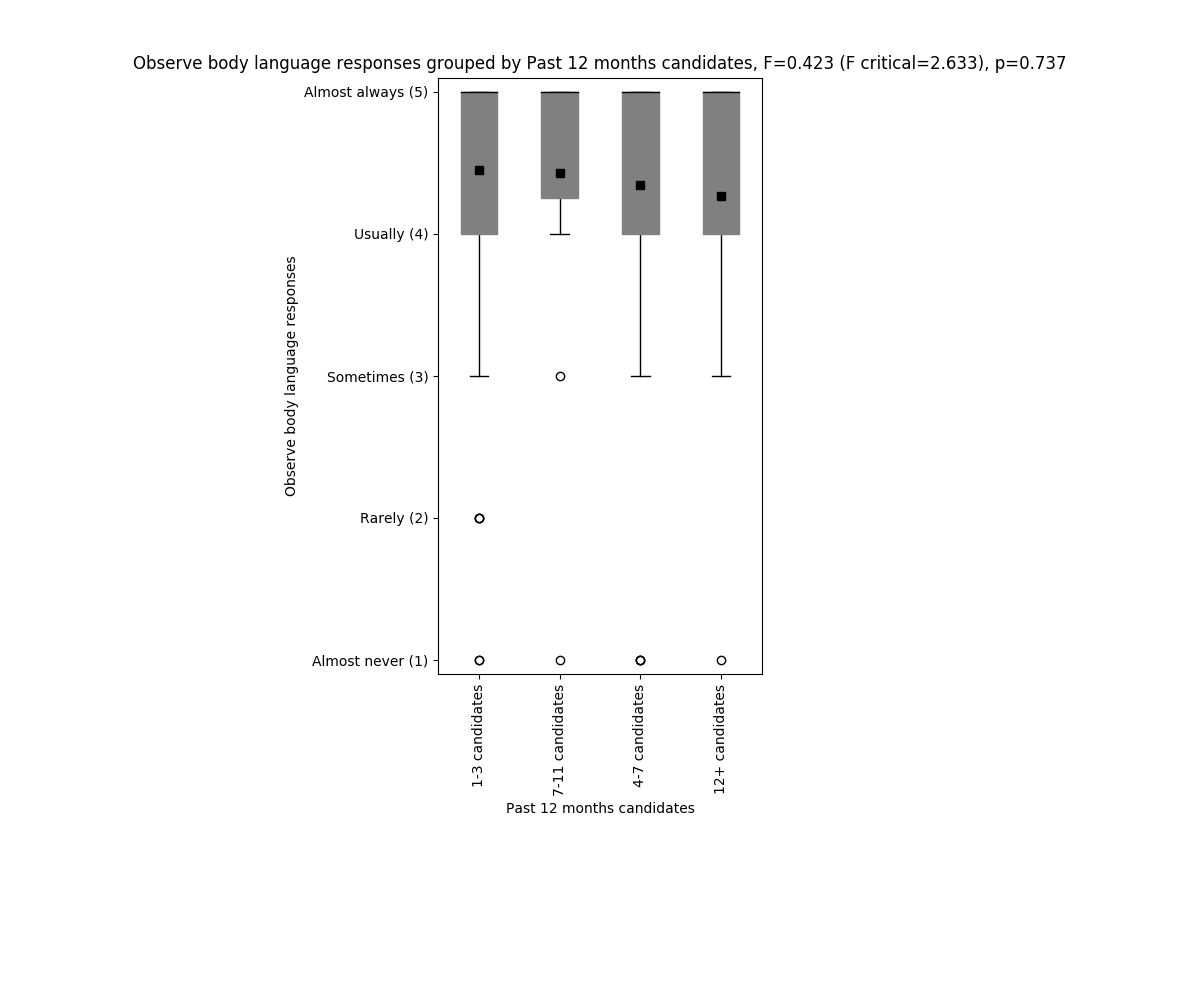 Observe body language responses grouped by Past 12 months candidates, F=0.423 (F critical=2.633), p=0.737
Almost always (5)
Usually (4)
Sometimes (3)
Rarely (2)
Almost never (1)
Observe body language responses
1-3 candidates
7-11 candidates
4-7 candidates
12+ candidates
Past 12 months candidates